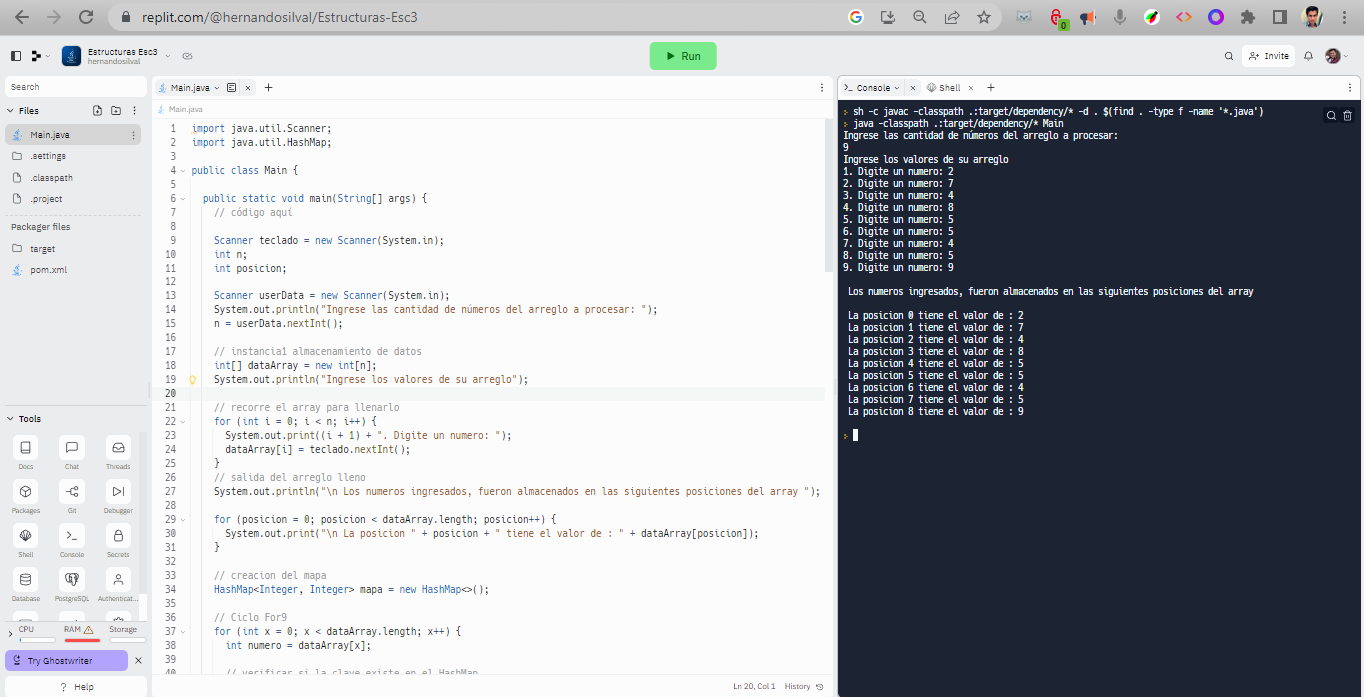 replit.com/@hernandosilval/Estructuras-Esc3
0
Estructuras Esc3
hernandosilval
Run
Invite
Search
Files
Main.java
.settings
.classpath
.project
Packager files
target
pom.xml
Tools
Docs
Chat
Threads
Packages
Git
Debugger
Shell
Console
Secrets
Database
PostgreSQL
Authenticat...
CPU
RAM
Storage
Try Ghostwriter
? Help
Main.java
Main.java
1 import java.util.Scanner;
2 import java.util.HashMap;
3
4 public class Main {
5
6 public static void main(String[] args) {
7 // código aquí
8
9 Scanner teclado = new Scanner(System.in);
10 int n;
11 int posicion;
12
13 Scanner userData = new Scanner(System.in);
14 System.out.println("Ingrese las cantidad de números del arreglo a procesar: ");
15 n = userData.nextInt();
16
17 // instancia1 almacenamiento de datos
18 int[] dataArray = new int[n];
19 System.out.println("Ingrese los valores de su arreglo");
20
21 // recorre el array para llenarlo
22 for (int i = 0; i < n; i++) {
23 System.out.print((i + 1) + ". Digite un numero: ");
24 dataArray[i] = teclado.nextInt();
25 }
26 // salida del arreglo lleno
27 System.out.println("\n Los numeros ingresados, fueron almacenados en las siguientes posiciones del array ");
28
29 for (posicion = 0; posicion < dataArray.length; posicion++) {
30 System.out.print("\n La posicion " + posicion + " tiene el valor de : " + dataArray[posicion]);
31 }
32
33 // creacion del mapa
34 HashMap<Integer, Integer> mapa = new HashMap<>();
35
36 // Ciclo For9
37 for (int x = 0; x < dataArray.length; x++) {
38 int numero = dataArray[x];
39
40 // verificar si la clave existe en el HashMap
Ln 20, Col 1 History
Console
Shell
sh -c javac -classpath .:target/dependency/* -d . $(find . -type f -name '*.java')
java -classpath .:target/dependency/* Main
Ingrese las cantidad de números del arreglo a procesar:
9
Ingrese los valores de su arreglo
1. Digite un numero: 2
2. Digite un numero: 7
3. Digite un numero: 4
4. Digite un numero: 8
5. Digite un numero: 5
6. Digite un numero: 5
7. Digite un numero: 4
8. Digite un numero: 5
9. Digite un numero: 9
Los numeros ingresados, fueron almacenados en las siguientes posiciones del array
La posicion 0 tiene el valor de : 2
La posicion 1 tiene el valor de : 7
La posicion 2 tiene el valor de : 4
La posicion 3 tiene el valor de : 8
La posicion 4 tiene el valor de : 5
La posicion 5 tiene el valor de : 5
La posicion 6 tiene el valor de : 4
La posicion 7 tiene el valor de : 5
La posicion 8 tiene el valor de : 9